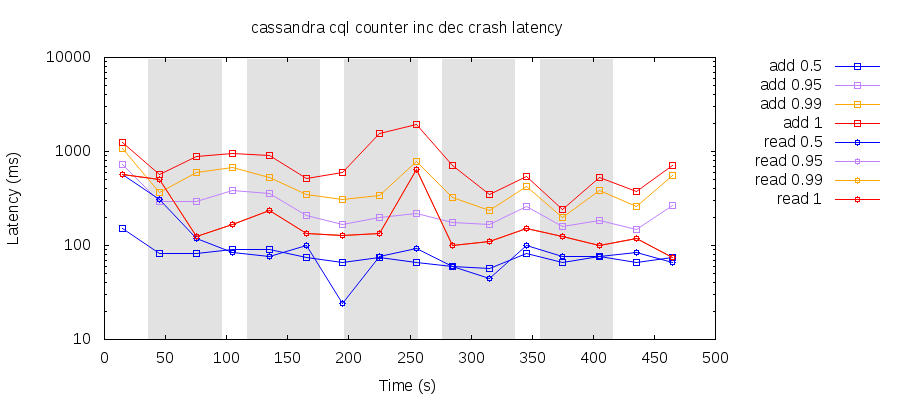 cassandra cql counter inc dec crash latency
10000
1000
100
10
Latency (ms)
0 50 100 150 200 250 300 350 400 450 500
Time (s)
add 0.5
add 0.95
add 0.99
add 1
read 0.5
read 0.95
read 0.99
read 1